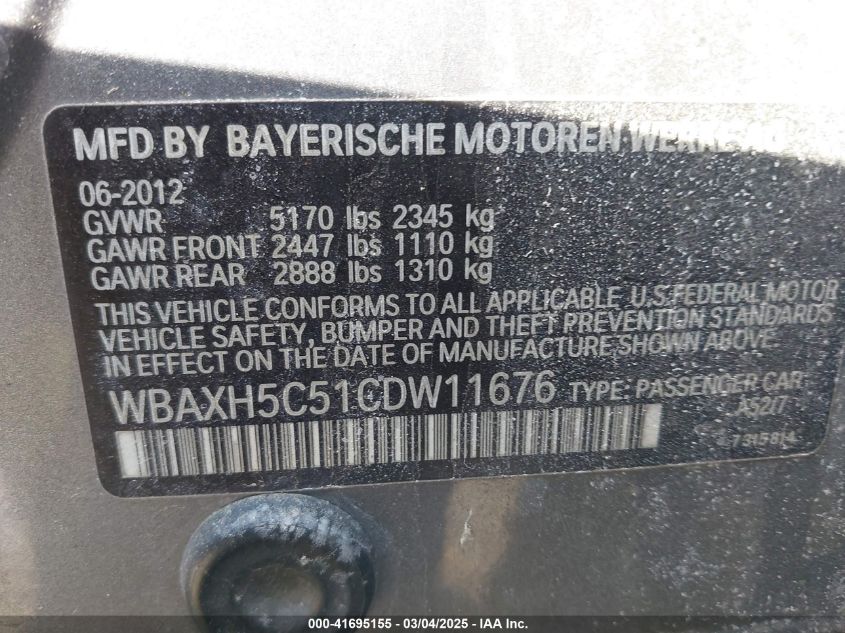 MFD BY BAYERISCHE MOTOREN WERKE
06-2012
GVWR 5170 lbs 2345 kg
GAWR FRONT 2447 lbs 1110 kg
GAWR REAR 2888 lbs 1310 kg
THIS VEHICLE CONFORMS TO ALL APPLICABLE U.S. FEDERAL MOTOR
VEHICLE SAFETY, BUMPER AND THEFT PREVENTION STANDARDS
IN EFFECT ON THE DATE OF MANUFACTURE SHOWN ABOVE.
WBAXH5C51CDW11676 TYPE: PASSENGER CAR
A5217
7315814
000-41695155 - 03/04/2025 - IAA Inc.